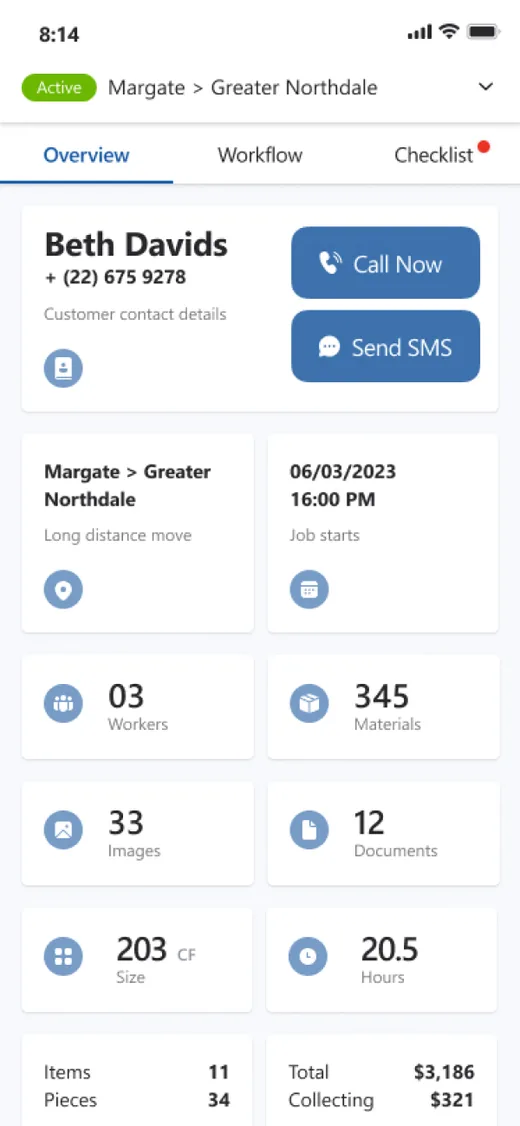 8:14
Active Margate > Greater Northdale
Overview Workflow Checklist
Beth Davids
+ (22) 675 9278
Customer contact details
Call Now
Send SMS
Margate > Greater
Northdale
Long distance move
06/03/2023
16:00 PM
Job starts
03
Workers
345
Materials
33
Images
12
Documents
203 CF
Size
20.5
Hours
Items 11
Pieces 34
Total $3,186
Collecting $321